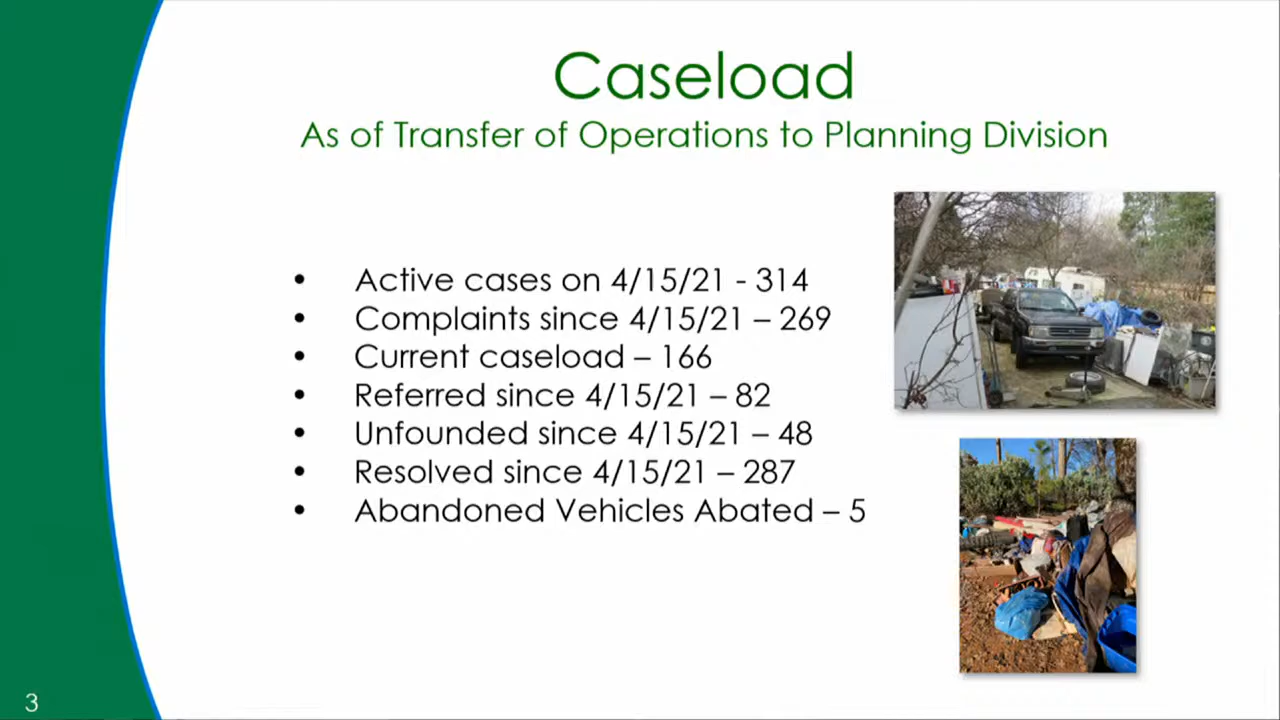 Caseload
As of Transfer of Operations to Planning Division
• Active cases on 4/15/21 - 314
• Complaints since 4/15/21 – 269
• Current caseload – 166
• Referred since 4/15/21 – 82
• Unfounded since 4/15/21 – 48
• Resolved since 4/15/21 – 287
• Abandoned Vehicles Abated – 5
3